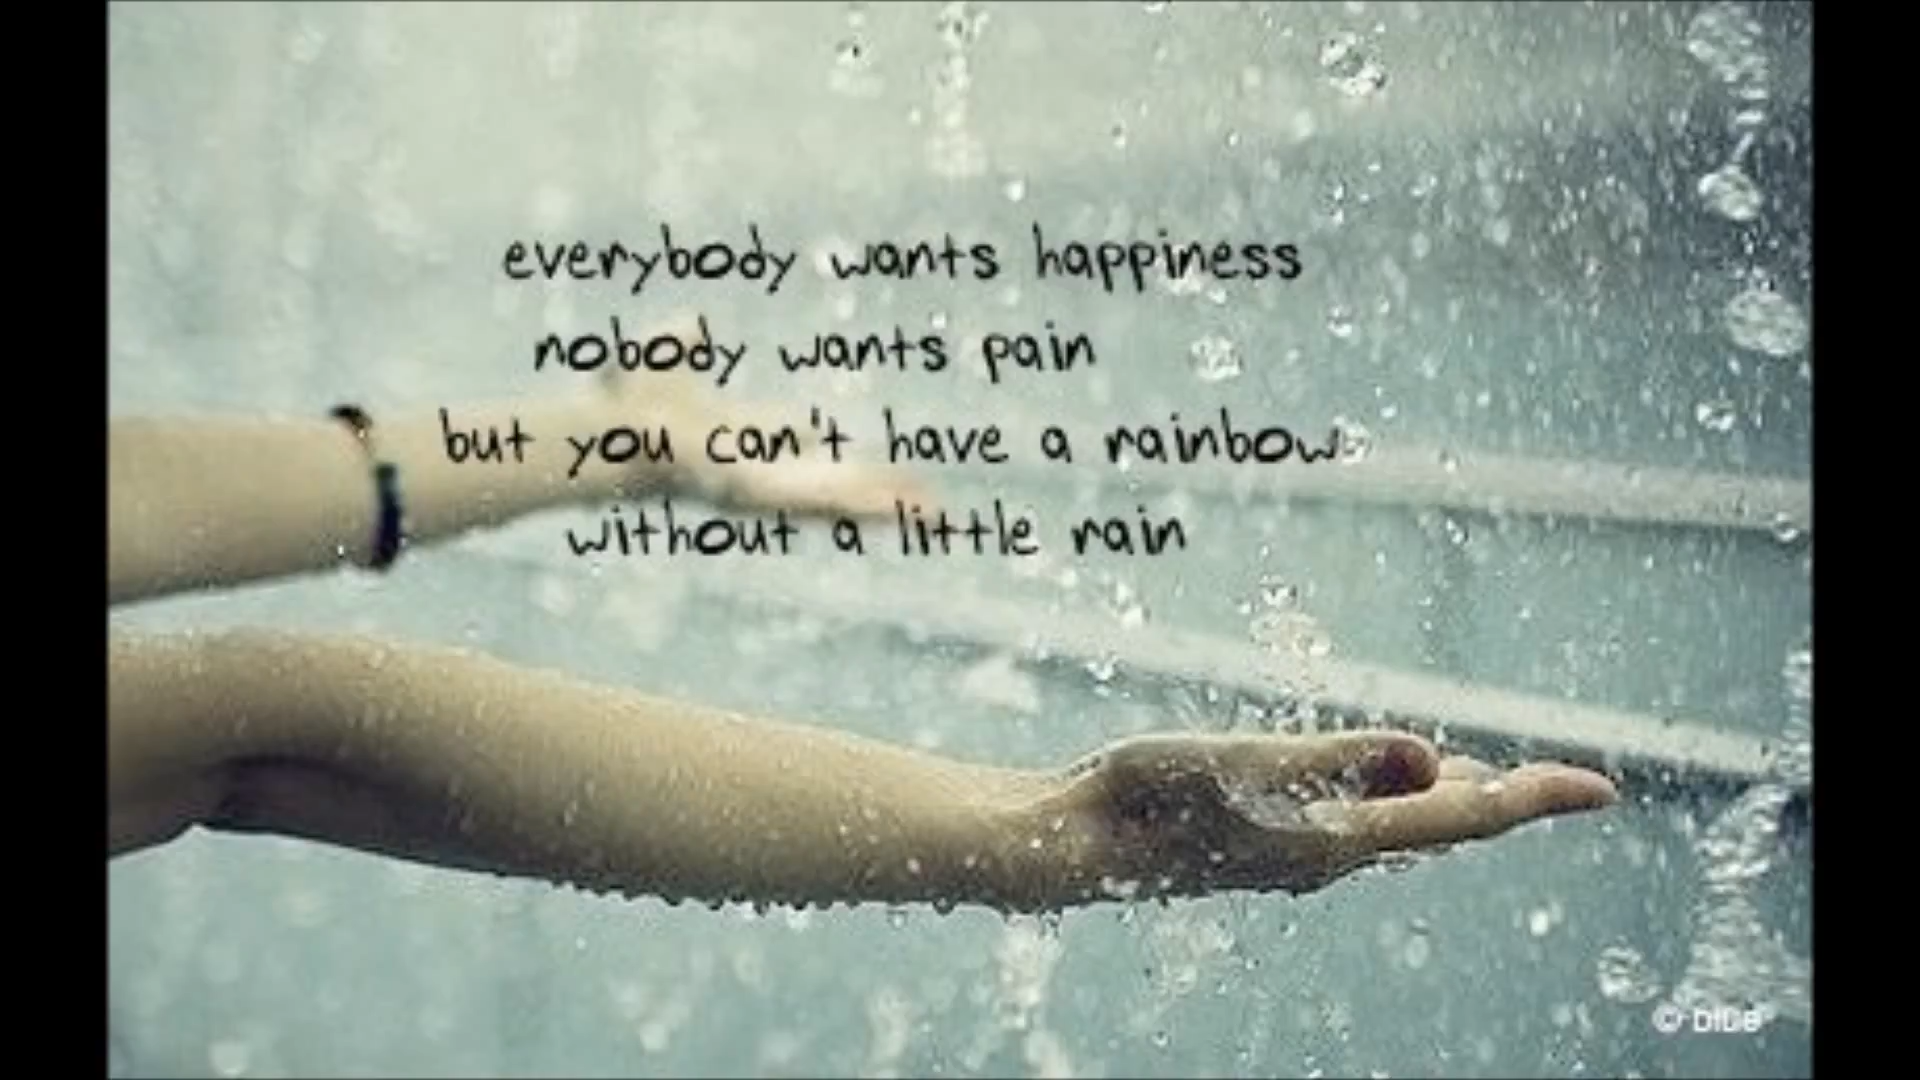 everybody wants happiness
nobody wants pain
but you can't have a rainbow
without a little rain